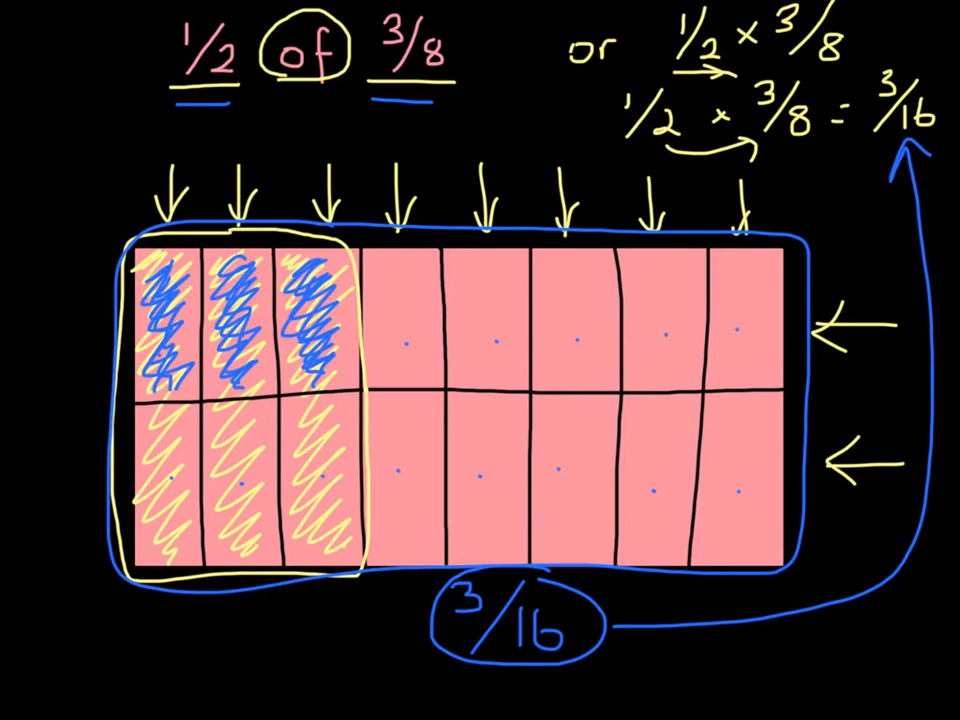 1/2 of 3/8 or 1/2 × 3/8
1/2 × 3/8 = 3/16
3/16